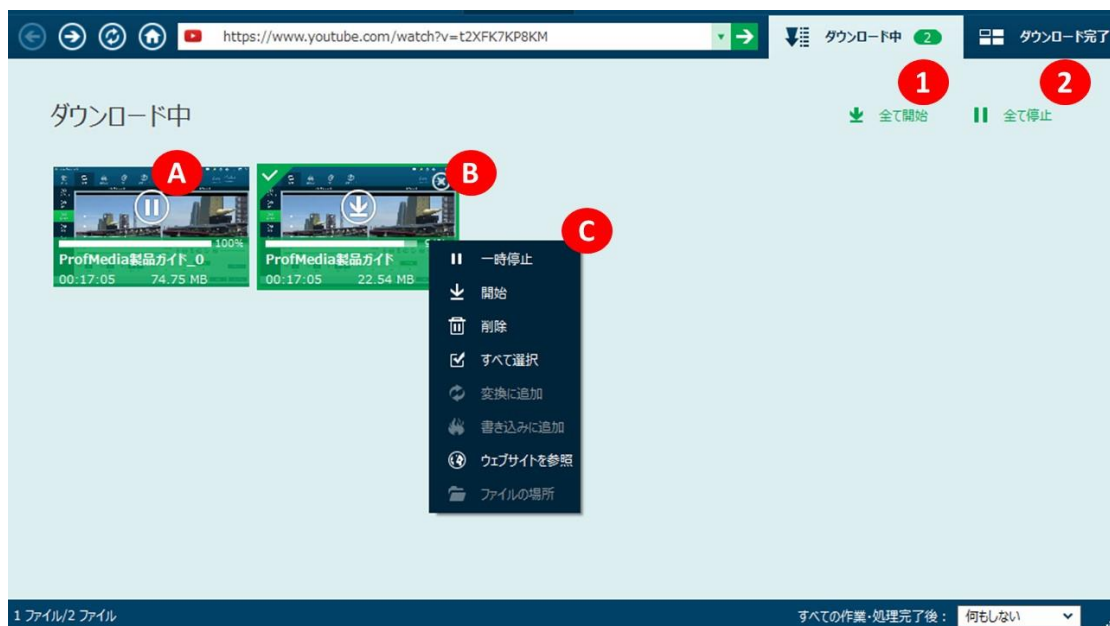 https://www.youtube.com/watch?v=t2XFK7KP8KM
ダウンロード中 2
ダウンロード完了
1
2
ダウンロード中
全て開始
全て停止
A
B
100%
ProfMedia製品ガイド_0
00:17:05 74.75 MB
ProfMedia製品ガイド
00:17:05 22.54 MB
C
一時停止
開始
削除
すべて選択
変換に追加
書き込みに追加
ウェブサイトを参照
ファイルの場所
1 ファイル/2 ファイル
すべての作業・処理完了後： 何もしない